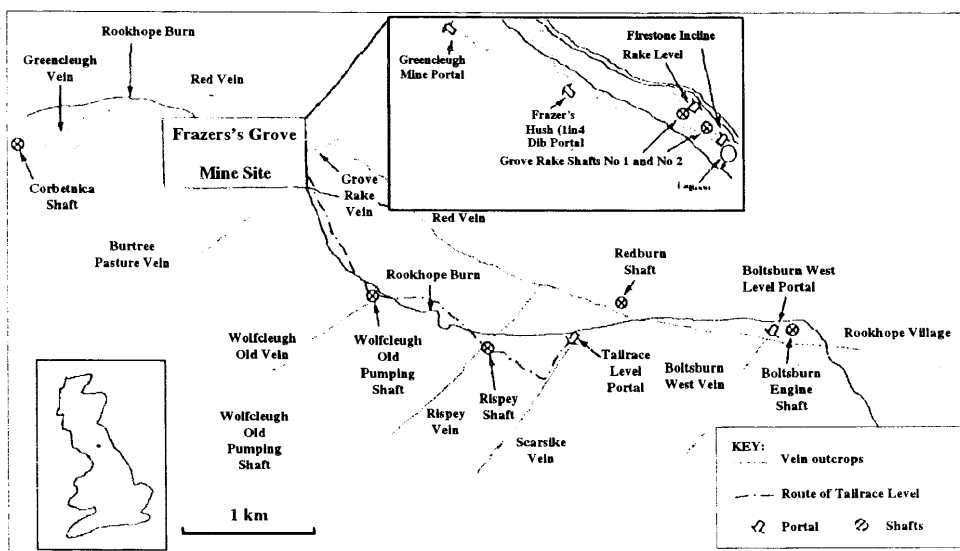 Rookhope Burn
Greencleugh
Vein
Red Vein
Frazers's Grove
Mine Site
Corbetmea
Shaft
Grove
Rake
Vein
Burtree
Pasture Vein
Greencleugh
Mine Portal
Firestone Incline
Rake Level
Frazer's
Hush (1in4
Dib Portal
Grove Rake Shafts No 1 and No 2
Red Vein
Rookhope Burn
Redburn
Shaft
Boltsburn West
Level Portal
Rookhope Village
Wolfcleugh
Old Vein
Wolfcleugh
Old
Pumping
Shaft
Rispey
Shaft
Tailrace
Level
Portal
Boltsburn
West Vein
Boltsburn
Engine
Shaft
Wolfcleugh
Old
Pumping
Shaft
Rispey
Vein
Scarsike
Vein
1 km
KEY:
Vein outcrops
Route of Tailrace Level
Portal
Shafts